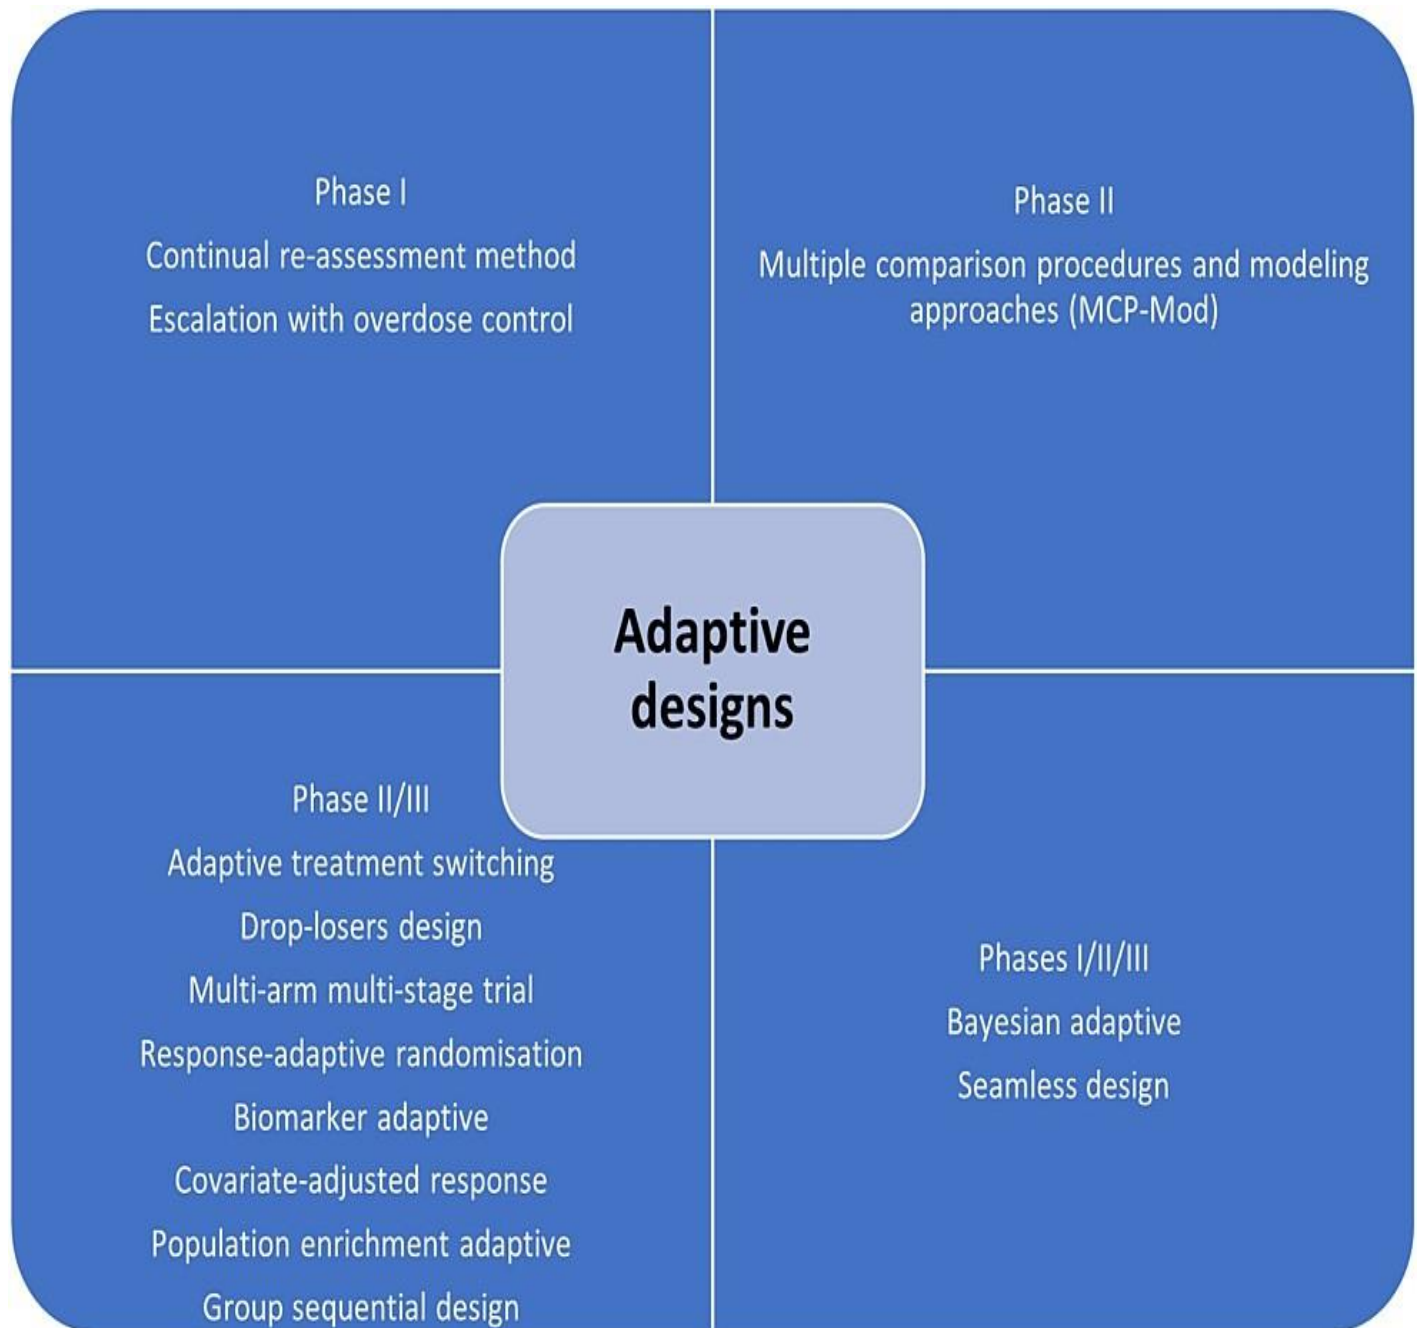 Phase I
Continual re-assessment method
Escalation with overdose control
Phase II
Multiple comparison procedures and modeling
approaches (MCP-Mod)
Adaptive
designs
Phase II/III
Adaptive treatment switching
Drop-losers design
Multi-arm multi-stage trial
Response-adaptive randomisation
Biomarker adaptive
Covariate-adjusted response
Population enrichment adaptive
Group sequential design
Phases I/II/III
Bayesian adaptive
Seamless design